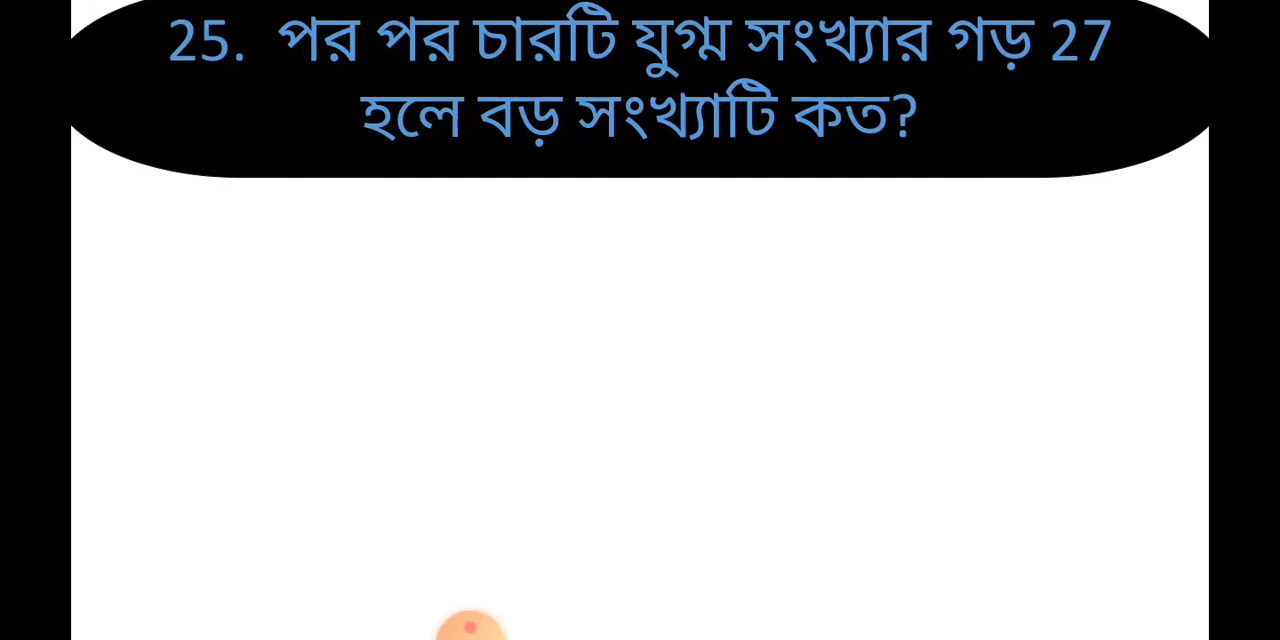 25. পর পর চারটি যুগ্ম সংখ্যার গড় 27
হলে বড় সংখ্যাটি কত?